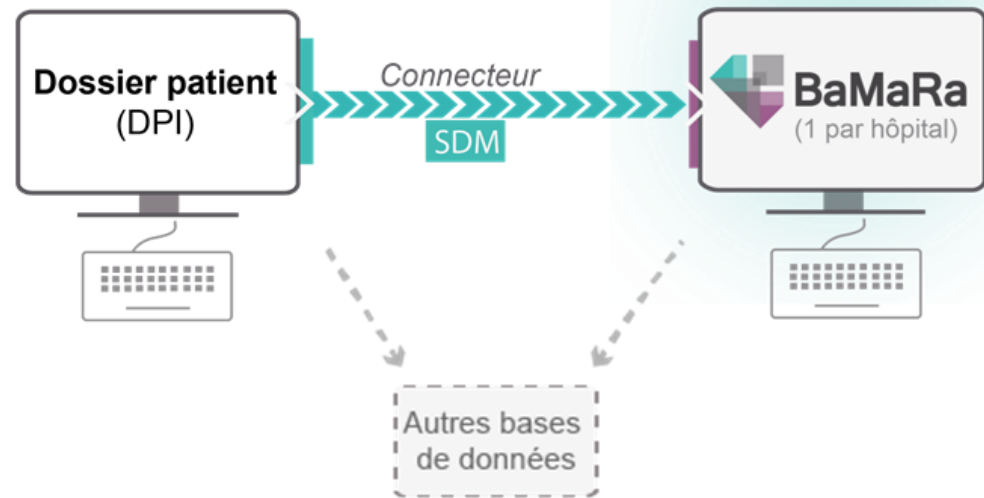 Dossier patient
(DPI)
Connecteur
SDM
BaMaRa
(1 par hôpital)
Autres bases
de données